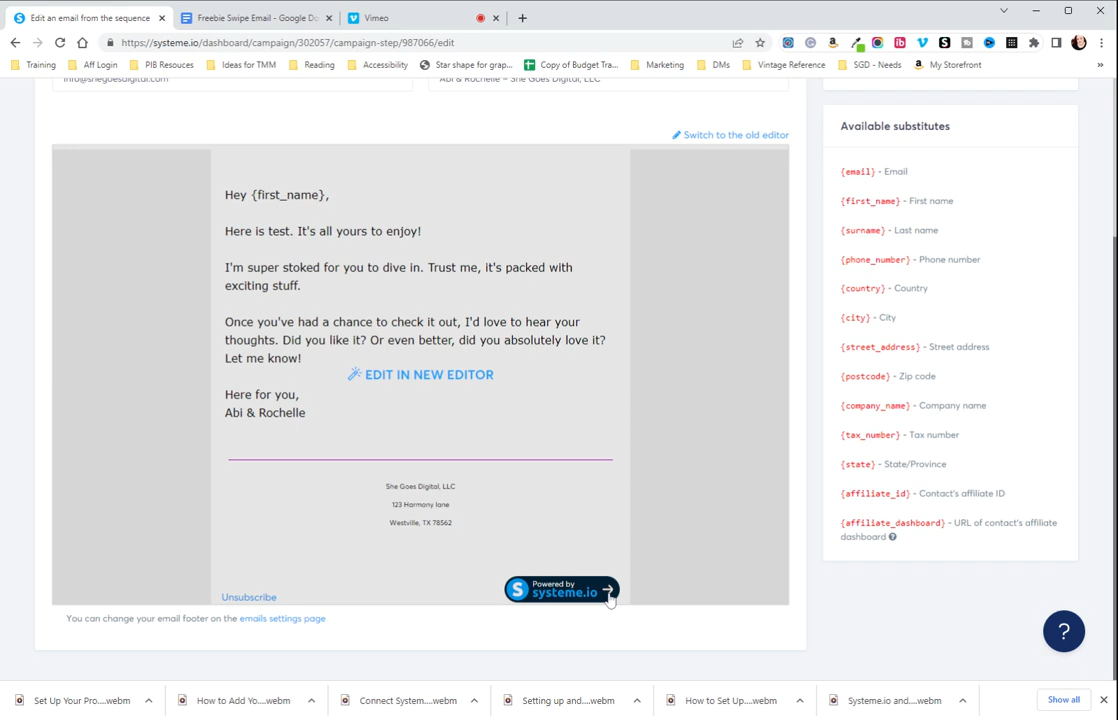 Edit an email from the sequence
Freebie Swipe Email - Google Do
Vimeo
https://systeme.io/dashboard/campaign/302057/campaign-step/987066/edit
Training
Aff Login
PIB Resouces
Ideas for TMM
Reading
Accessibility
Star shape for grap...
Copy of Budget Tra...
Marketing
DMs
Vintage Reference
SGD - Needs
My Storefront
info@shegoesdigital.com
Abi & Rochelle – She Goes Digital, LLC
Switch to the old editor
Hey {first_name},
Here is test. It's all yours to enjoy!
I'm super stoked for you to dive in. Trust me, it's packed with
exciting stuff.
Once you've had a chance to check it out, I'd love to hear your
thoughts. Did you like it? Or even better, did you absolutely love it?
Let me know!
EDIT IN NEW EDITOR
Here for you,
Abi & Rochelle
She Goes Digital, LLC
123 Harmony lane
Westville, TX 78562
Unsubscribe
Powered by
systeme.io
You can change your email footer on the emails settings page
Available substitutes
{email} - Email
{first_name} - First name
{surname} - Last name
{phone_number} - Phone number
{country} - Country
{city} - City
{street_address} - Street address
{postcode} - Zip code
{company_name} - Company name
{tax_number} - Tax number
{state} - State/Province
{affiliate_id} - Contact's affiliate ID
{affiliate_dashboard} - URL of contact's affiliate
dashboard ?
?
Set Up Your Pro....webm
How to Add Yo....webm
Connect System....webm
Setting up and....webm
How to Set Up....webm
Systeme.io and....webm
Show all